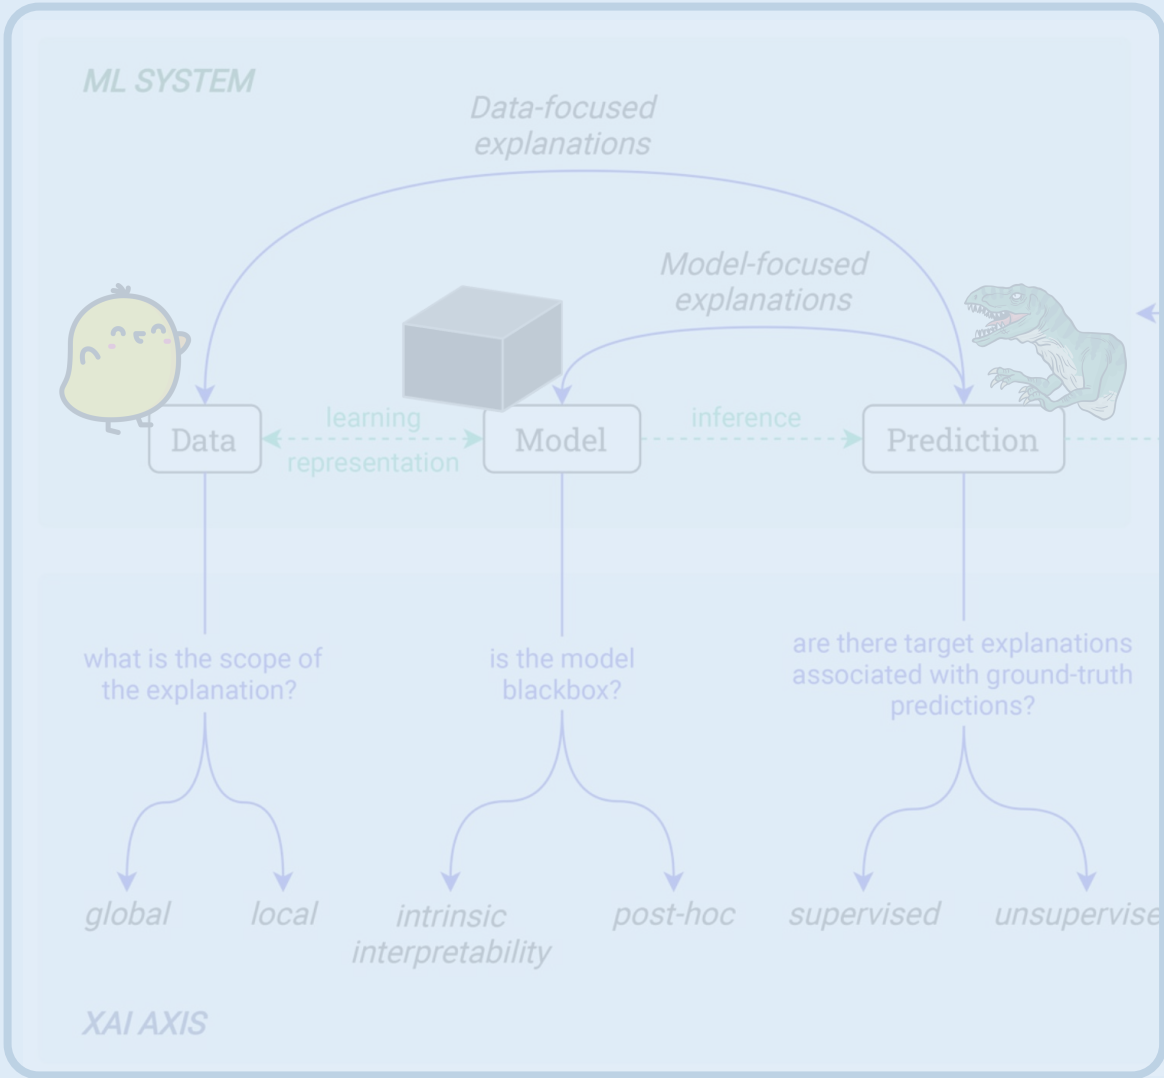 ML SYSTEM
Data-focused
explanations
Model-focused
explanations
learning
representation
inference
Data
Model
Prediction
what is the scope of
the explanation?
is the model
blackbox?
are there target explanations
associated with ground-truth
predictions?
global
local
intrinsic
interpretability
post-hoc
supervised
unsupervise
XAI AXIS